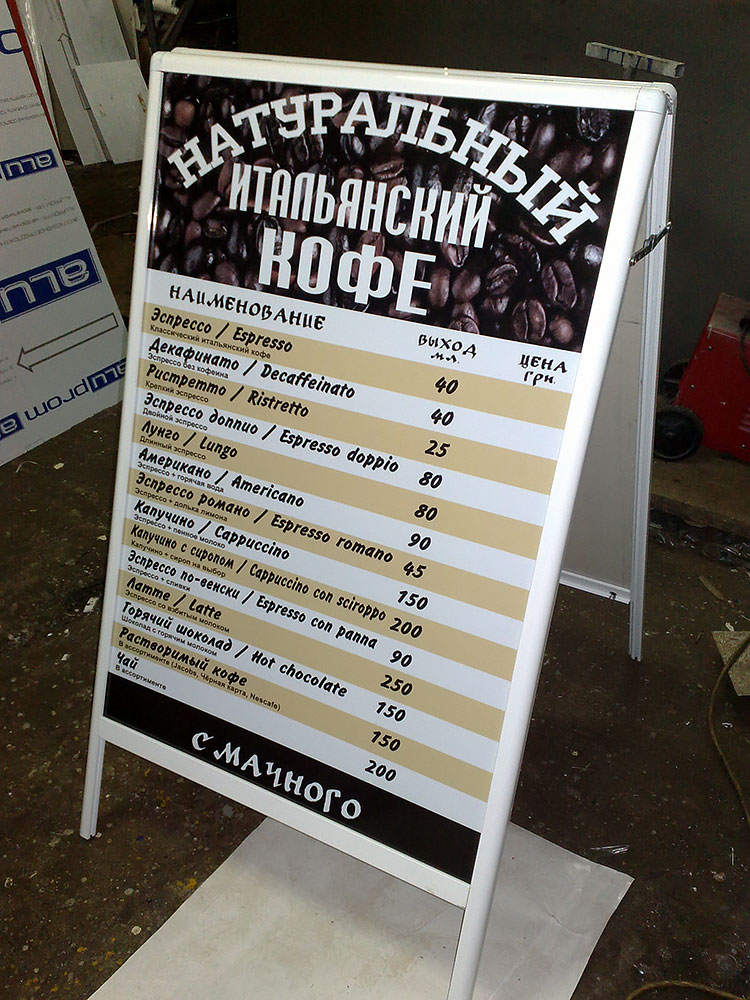 НАТУРАЛЬНЫЙ
ИТАЛЬЯНСКИЙ
КОФЕ
НАИМЕНОВАНИЕ ВЫХОД МЛ. ЦЕНА ГРН.
Эспрессо / Espresso 40
Классический итальянский кофе
Декафинато / Decaffeinato 40
Эспрессо без кофеина
Ристретто / Ristretto 25
Крепкий эспрессо
Эспрессо доппио / Espresso doppio 80
Двойной эспрессо
Лунго / Lungo 80
Длинный эспрессо
Американо / Americano 90
Эспрессо + горячая вода
Эспрессо романо / Espresso romano 45
Эспрессо + долька лимона
Капучино / Cappuccino 150
Эспрессо + пенное молоко
Капучино с сиропом / Cappuccino con sciroppo 200
Капучино + сироп на выбор
Эспрессо по-венски / Espresso con panna 90
Эспрессо + сливки
Латте / Latte 250
Эспрессо со взбитым молоком
Горячий шоколад / Hot chocolate 150
Шоколад с горячим молоком
Растворимый кофе 150
В ассортименте (Jacobs, Чёрная карта, Nescafe)
Чай 200
В ассортименте
СМАЧНОГО
alu
alu
aluprom